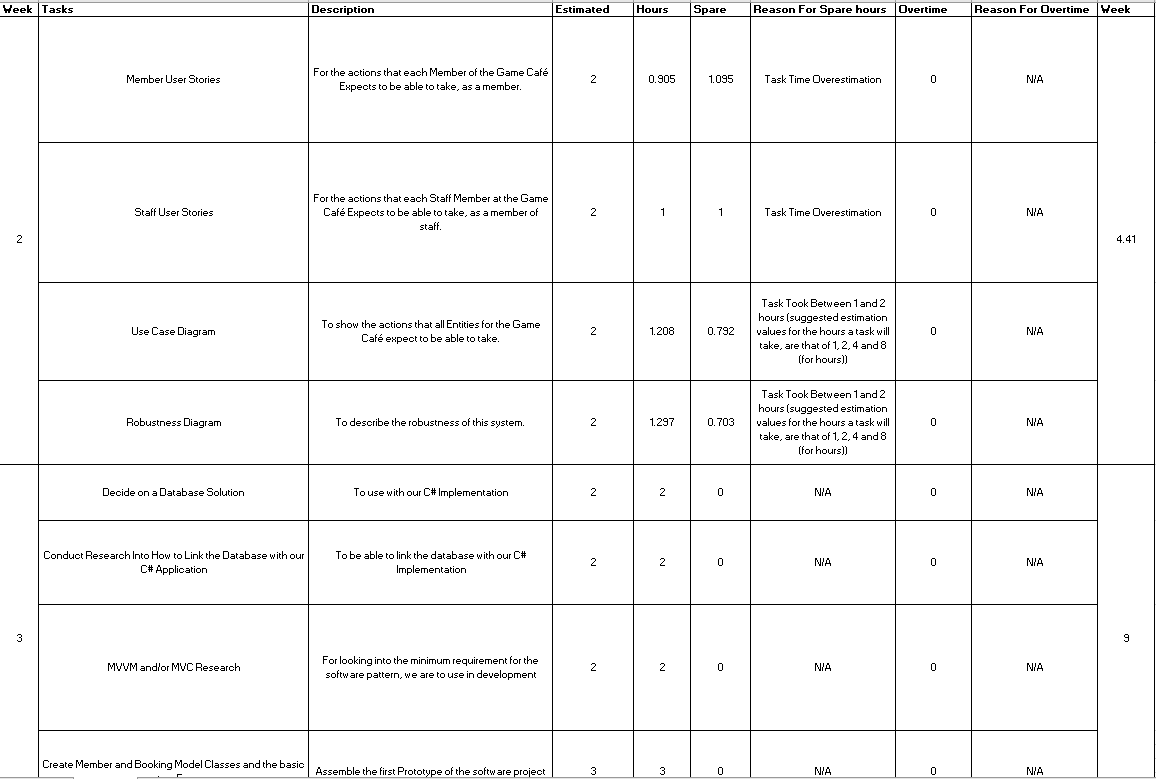 Week Tasks Description Estimated Hours Spare Reason For Spare hours Overtime Reason For Overtime Week
2
Member User Stories
For the actions that each Member of the Game Café
Expects to be able to take, as a member.
2 0.905 1.095 Task Time Overestimation 0 N/A
Staff User Stories
For the actions that each Staff Member at the Game
Café Expects to be able to take, as a member of
staff.
2 1 1 Task Time Overestimation 0 N/A
4.41
Use Case Diagram
To show the actions that all Entities for the Game
Café expect to be able to take.
2 1.208 0.792
Task Took Between 1 and 2
hours (suggested estimation
values for the hours a task will
take, are that of 1, 2, 4 and 8
(for hours))
0 N/A
Robustness Diagram
To describe the robustness of this system.
2 1.297 0.703
Task Took Between 1 and 2
hours (suggested estimation
values for the hours a task will
take, are that of 1, 2, 4 and 8
(for hours))
0 N/A
3
Decide on a Database Solution
To use with our C# Implementation
2 2 0 N/A 0 N/A
Conduct Research Into How to Link the Database with our
C# Application
To be able to link the database with our C#
Implementation
2 2 0 N/A 0 N/A
9
MVVM and/or MVC Research
For looking into the minimum requirement for the
software pattern, we are to use in development
2 2 0 N/A 0 N/A
Create Member and Booking Model Classes and the basic
Assemble the first Prototype of the software project
3 3 0 N/A 0 N/A